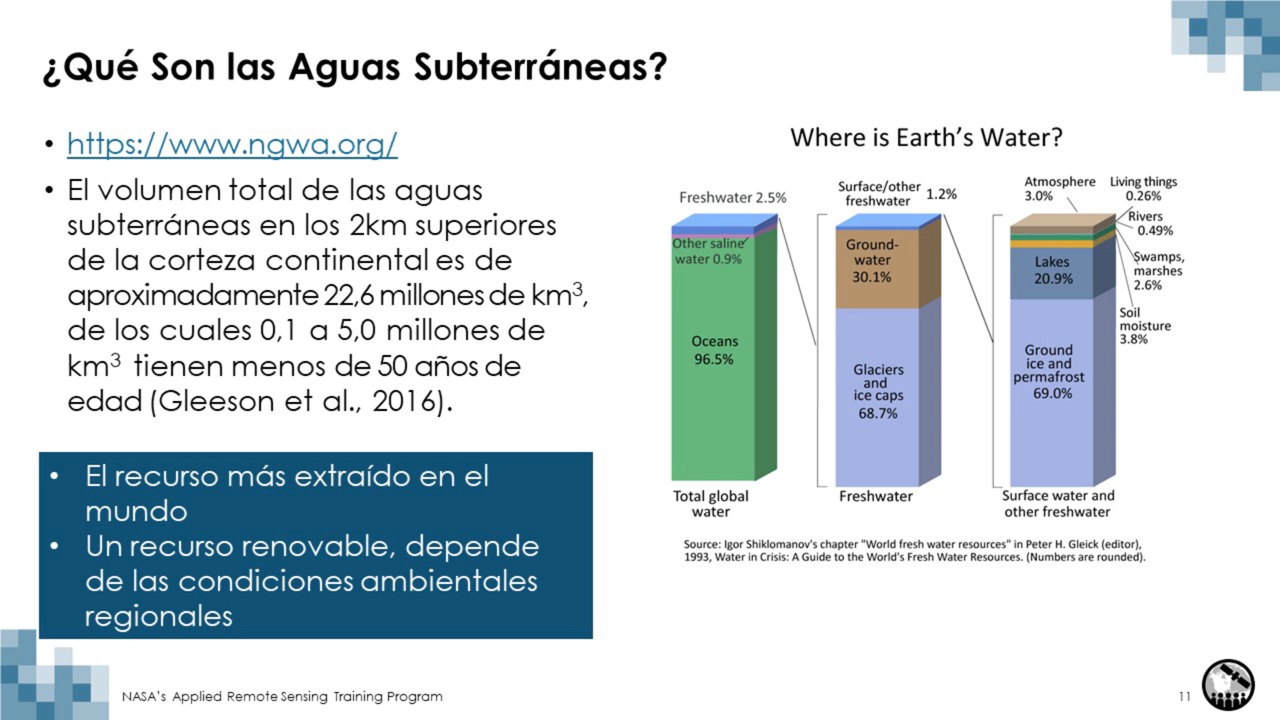 ¿Qué Son las Aguas Subterráneas?
• https://www.ngwa.org/
• El volumen total de las aguas
subterráneas en los 2km superiores
de la corteza continental es de
aproximadamente 22,6 millones de km³,
de los cuales 0,1 a 5,0 millones de
km³ tienen menos de 50 años de
edad (Gleeson et al., 2016).
• El recurso más extraído en el
mundo
• Un recurso renovable, depende
de las condiciones ambientales
regionales
Where is Earth's Water?
Freshwater 2.5%
Other saline
water 0.9%
Oceans
96.5%
Total global
water
Surface/other
freshwater
1.2%
Ground-
water
30.1%
Glaciers
and
ice caps
68.7%
Freshwater
Atmosphere
3.0%
Living things
0.26%
Rivers
0.49%
Swamps,
marshes
2.6%
Soil
moisture
3.8%
Lakes
20.9%
Ground
ice and
permafrost
69.0%
Surface water and
other freshwater
Source: Igor Shiklomanov's chapter "World fresh water resources" in Peter H. Gleick (editor),
1993, Water in Crisis: A Guide to the World's Fresh Water Resources. (Numbers are rounded).
NASA's Applied Remote Sensing Training Program
11